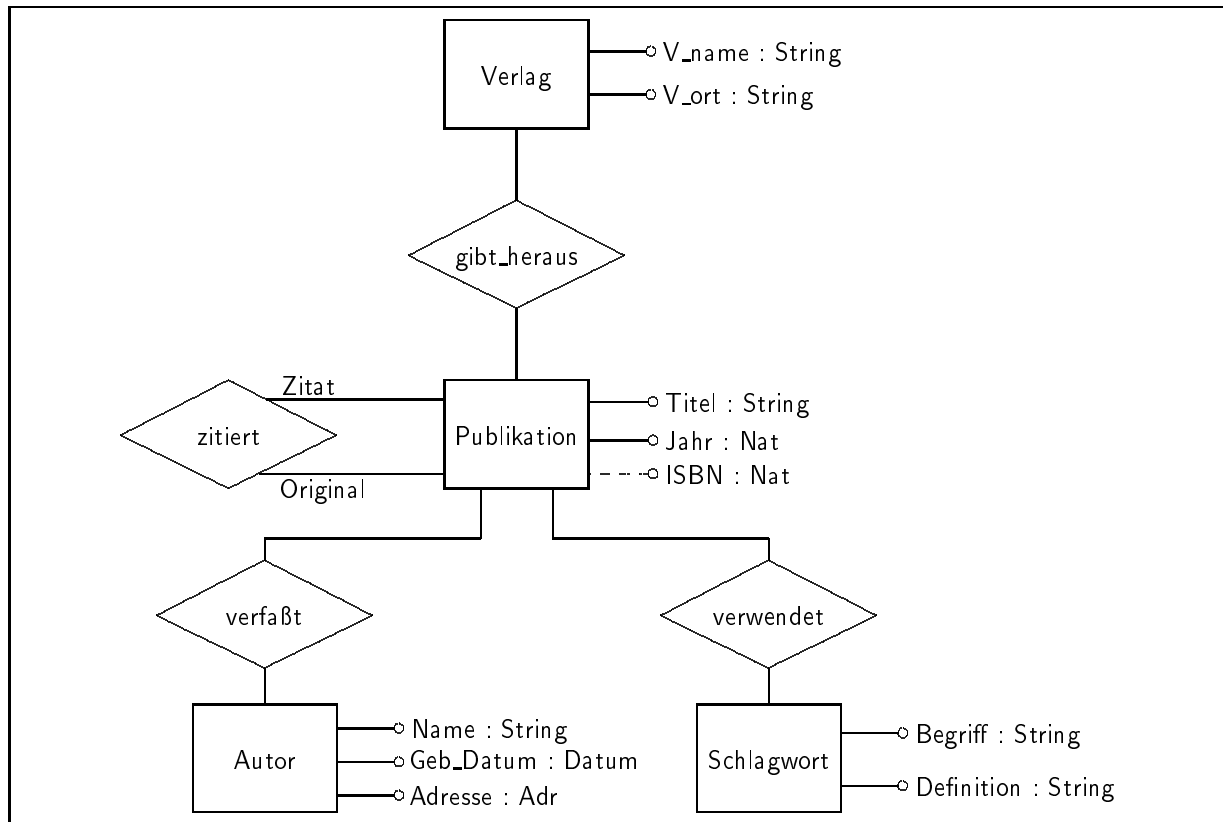 V_name : String
Verlag
V_ort : String
gibt_heraus
Zitat
Titel : String
zitiert
Publikation
Jahr : Nat
ISBN : Nat
Original
verfaßt
verwendet
Name : String
Begriff : String
Autor
Geb_Datum : Datum
Schlagwort
Adresse : Adr
Definition : String